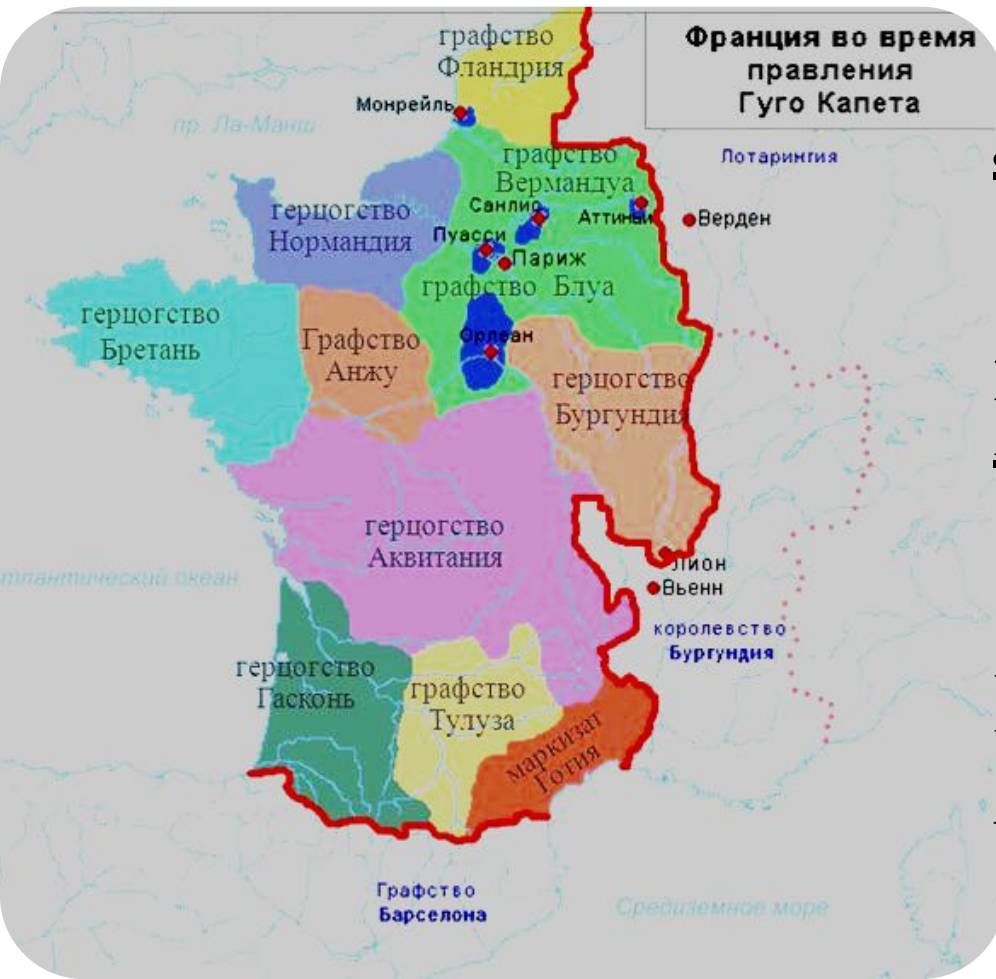 Франция во время
правления
Гуго Капета
графство
Фландрия
Монрейль
пр. Ла-Манш
графство
Вермандуа
Лотарингия
Санлис
Аттиньи
Верден
герцогство
Нормандия
Пуасси
Париж
графство Блуа
герцогство
Бретань
Графство
Анжу
Орлеан
герцогство
Бургундия
герцогство
Аквитания
Лион
Вьенн
тлантический океан
королевство
Бургундия
герцогство
Гасконь
графство
Тулуза
маркизат
Готия
Графство
Барселона
Средиземное море